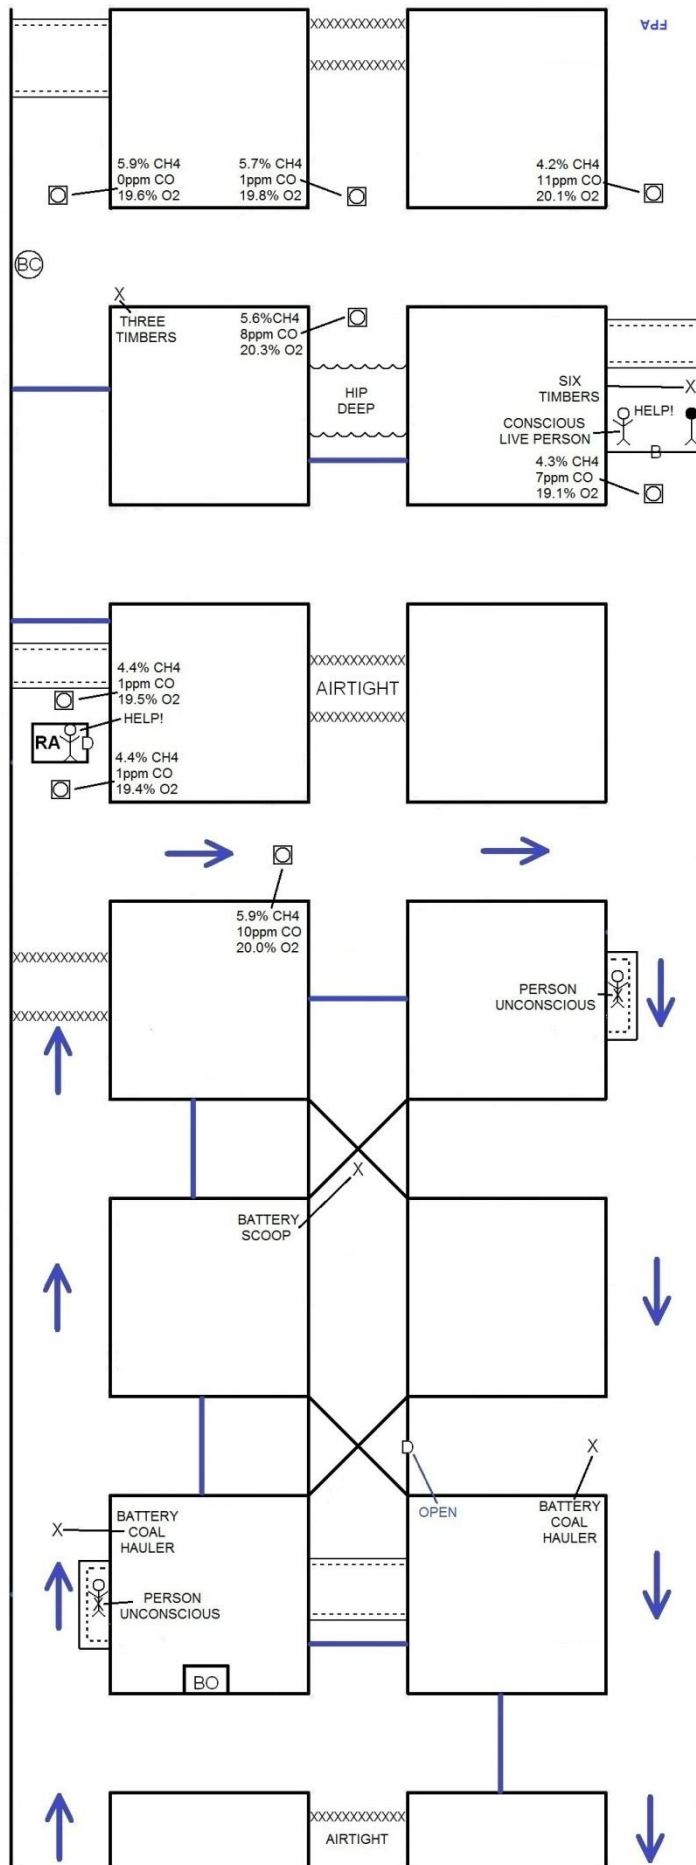 FPA
5.9% CH4
0ppm CO
19.6% O2
5.7% CH4
1ppm CO
19.8% O2
4.2% CH4
11ppm CO
20.1% O2
BC
X
THREE
TIMBERS
5.6%CH4
8ppm CO
20.3% O2
HIP
DEEP
SIX
TIMBERS
X
CONSCIOUS
LIVE PERSON
HELP!
B
4.3% CH4
7ppm CO
19.1% O2
4.4% CH4
1ppm CO
19.5% O2
HELP!
RA
D
4.4% CH4
1ppm CO
19.4% O2
AIRTIGHT
5.9% CH4
10ppm CO
20.0% O2
PERSON
UNCONSCIOUS
X
BATTERY
SCOOP
D
OPEN
X
BATTERY
COAL
HAULER
X
BATTERY
COAL
HAULER
PERSON
UNCONSCIOUS
BO
AIRTIGHT